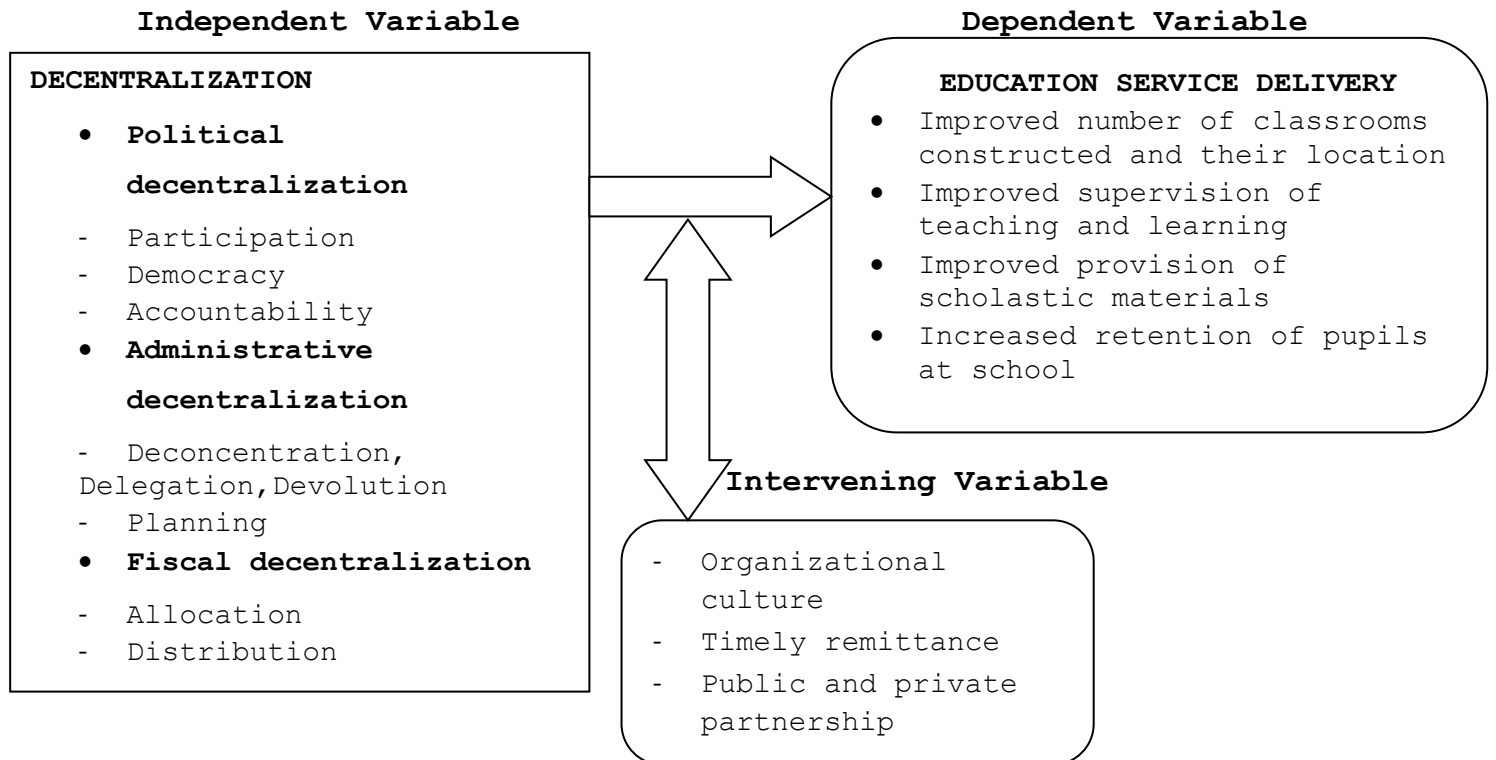 Independent Variable
DECENTRALIZATION
• Political
decentralization
- Participation
- Democracy
- Accountability
• Administrative
decentralization
- Deconcentration,
Delegation,Devolution
- Planning
• Fiscal decentralization
- Allocation
- Distribution
Dependent Variable
EDUCATION SERVICE DELIVERY
• Improved number of classrooms
constructed and their location
• Improved supervision of
teaching and learning
• Improved provision of
scholastic materials
• Increased retention of pupils
at school
Intervening Variable
- Organizational
culture
- Timely remittance
- Public and private
partnership